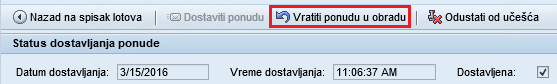 Nazad na spisak lotova Dostaviti ponudu Vratiti ponudu u obradu Odustati od učešća
Status dostavljanja ponude
Datum dostavljanja: 3/15/2016 Vreme dostavljanja: 11:06:37 AM Dostavljena: